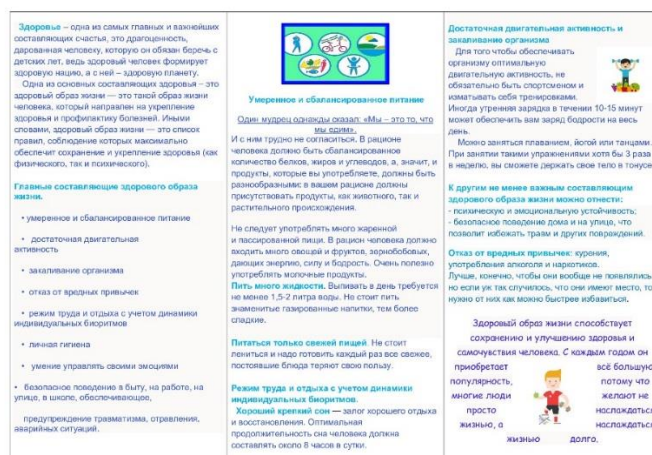 Здоровье – одна из самых главных и важнейших
составляющих счастья, это драгоценность,
дарованная человеку, которую он обязан беречь с
детских лет, ведь здоровый человек формирует
здоровую нацию, а с ней – здоровую планету.
Одна из основных составляющих здоровья – это
здоровый образ жизни — это такой образ жизни
человека, который направлен на укрепление
здоровья и профилактику болезней. Иными
словами, здоровый образ жизни — это список
правил, соблюдение которых максимально
обеспечит сохранение и укрепление здоровья (как
физического, так и психического).
Главные составляющие здорового образа
жизни.
• умеренное и сбалансированное питание
• достаточная двигательная
активность
• закаливание организма
• отказ от вредных привычек
• режим труда и отдыха с учетом динамики
индивидуальных биоритмов
• личная гигиена
• умение управлять своими эмоциями
• безопасное поведение в быту, на работе, на
улице, в школе, обеспечивающее,
предупреждение травматизма, отравления,
аварийных ситуаций.
Умеренное и сбалансированное питание
Один мудрец однажды сказал: «Мы – это то, что
мы едим».
И с ним трудно не согласиться. В рационе
человека должно быть сбалансированное
количество белков, жиров и углеводов, а, значит, и
продукты, которые вы употребляете, должны быть
разнообразными: в вашем рационе должны
присутствовать продукты, как животного, так и
растительного происхождения.
Не следует употреблять много жаренной
и пассированной пищи. В рацион человека должно
входить много овощей и фруктов, зернобобовых,
дающих энергию, силу и бодрость. Очень полезно
употреблять молочные продукты.
Пить много жидкости. Выпивать в день требуется
не менее 1,5-2 литра воды. Не стоит пить
знаменитые газированные напитки, тем более
сладкие.
Питаться только свежей пищей. Не стоит
лениться и надо готовить каждый раз все свежее,
постоявшие блюда теряют свою пользу.
Режим труда и отдыха с учетом динамики
индивидуальных биоритмов.
Хороший крепкий сон — залог хорошего отдыха
и восстановления. Оптимальная
продолжительность сна человека должна
составлять около 8 часов в сутки.
Достаточная двигательная активность и
закаливание организма
Для того чтобы обеспечивать
организму оптимальную
двигательную активность, не
обязательно быть спортсменом и
изматывать себя тренировками.
Иногда утренняя зарядка в течении 10-15 минут
может обеспечить вам заряд бодрости на весь
день.
Можно заняться плаванием, йогой или танцами.
При занятии такими упражнениями хотя бы 3 раза
в неделю, вы сможете держать свое тело в тонусе
К другим не менее важным составляющим
здорового образа жизни можно отнести:
- психическую и эмоциональную устойчивость;
- безопасное поведение дома и на улице, что
позволит избежать травм и других повреждений.
Отказ от вредных привычек: курения,
употребления алкоголя и наркотиков.
Лучше, конечно, чтобы они вообще не появлялись
но если уж так случилось, что они имеют место, то
нужно от них как можно быстрее избавиться.
Здоровый образ жизни способствует
сохранению и улучшению здоровья и
самочувствия человека. С каждым годом он
приобретает всё большую
популярность, потому что
многие люди желают не
просто наслаждаться
жизнью, а наслаждаться
жизнью долго.